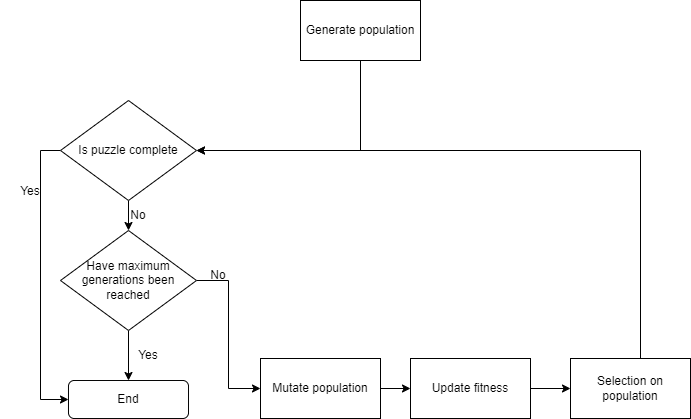 Generate population
Is puzzle complete
Yes
No
Have maximum
generations been
reached
No
Yes
End
Mutate population
Update fitness
Selection on
population